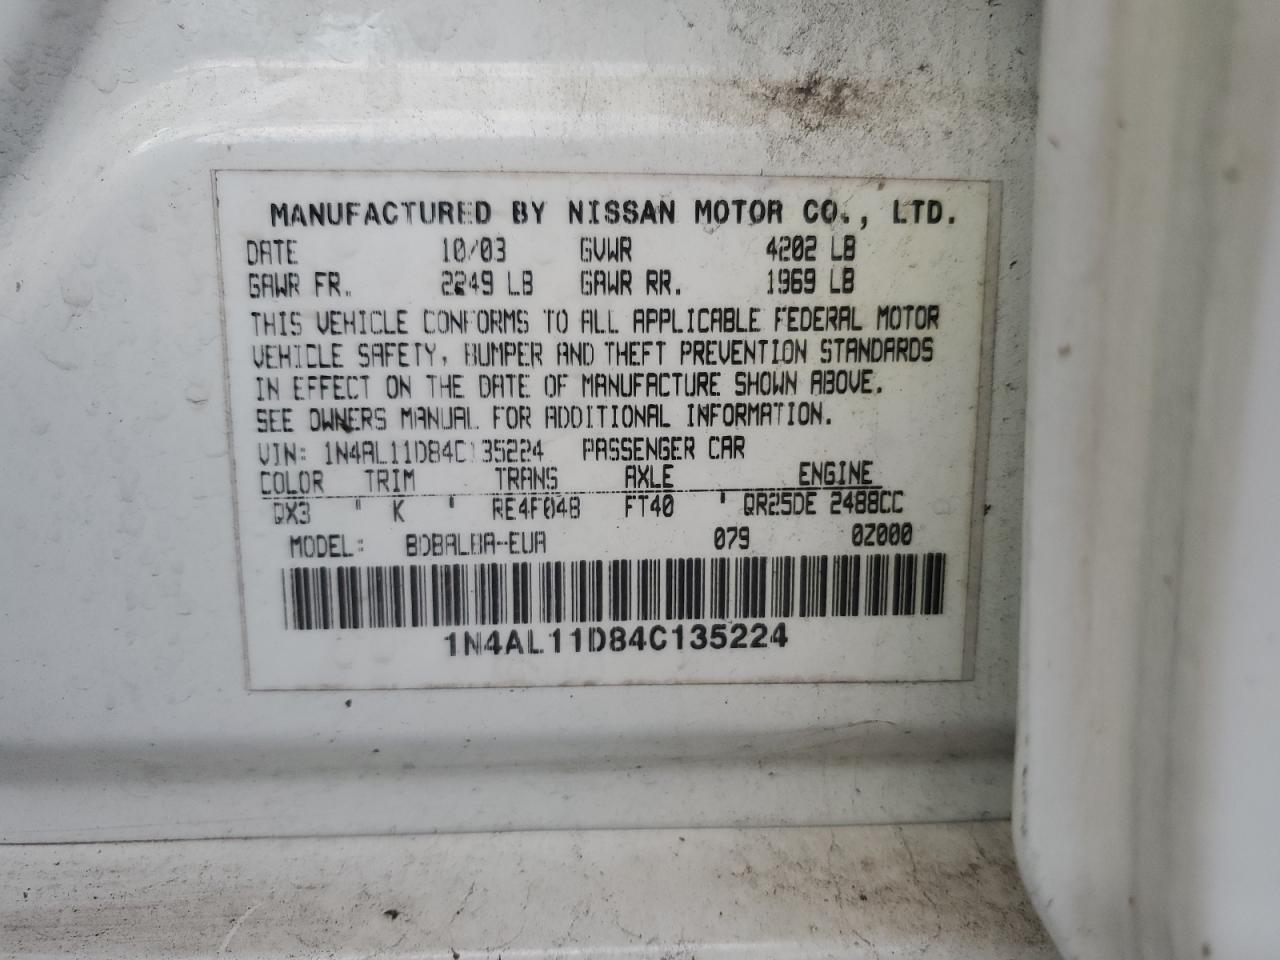 MANUFACTURED BY NISSAN MOTOR CO., LTD.
DATE 10/03 GVWR 4202 LB
GAWR FR. 2249 LB GAWR RR. 1969 LB
THIS VEHICLE CONFORMS TO ALL APPLICABLE FEDERAL MOTOR
VEHICLE SAFETY, BUMPER AND THEFT PREVENTION STANDARDS
IN EFFECT ON THE DATE OF MANUFACTURE SHOWN ABOVE.
SEE OWNERS MANUAL FOR ADDITIONAL INFORMATION.
VIN: 1N4AL11D84C135224 PASSENGER CAR
COLOR TRIM TRANS AXLE ENGINE
QX3 ' K ' RE4F04B FT40 ' QR25DE 2488CC
MODEL: BDBALBA-EUA 079 0Z000
1N4AL11D84C135224